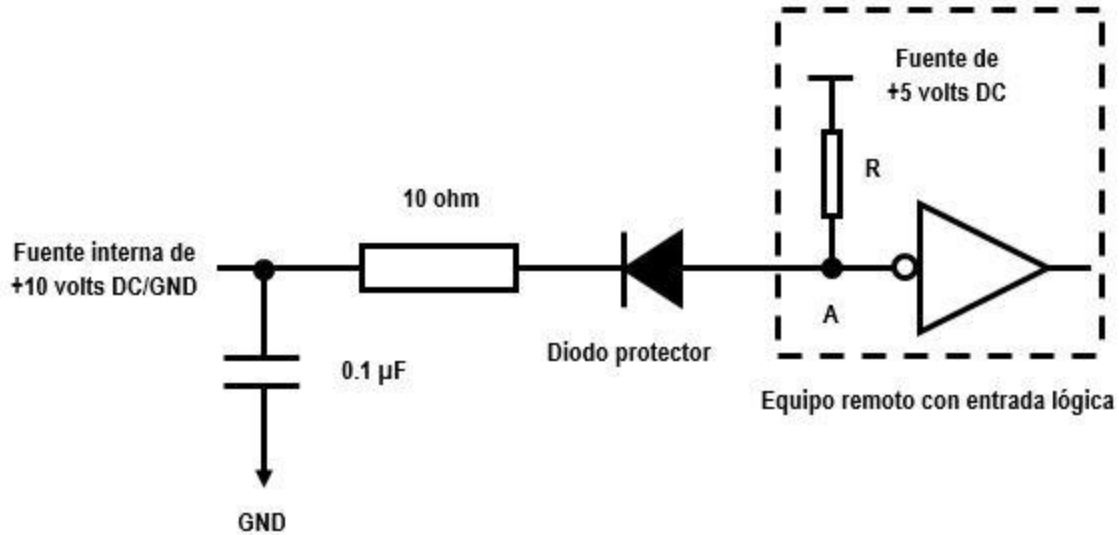 Fuente de
+5 volts DC
R
10 ohm
Fuente interna de
+10 volts DC/GND
A
Diodo protector
0.1 µF
Equipo remoto con entrada lógica
GND